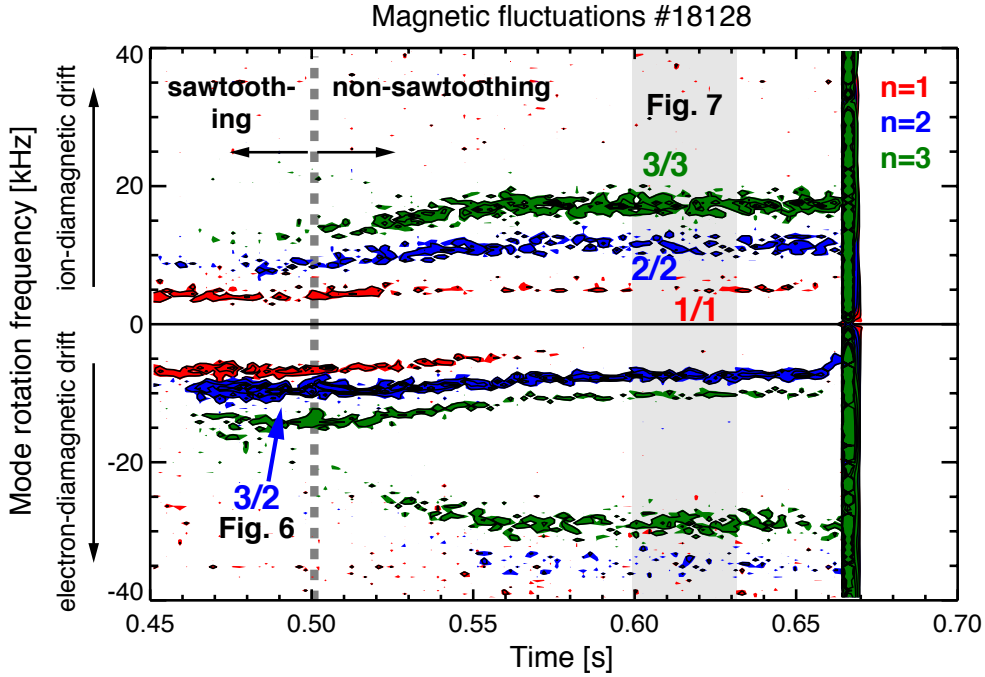 Magnetic fluctuations #18128
Mode rotation frequency [kHz]
ion-diamagnetic drift
electron-diamagnetic drift
40
20
0
-20
-40
sawtooth-
ing
non-sawtoothing
Fig. 7
n=1
n=2
n=3
3/3
2/2
1/1
3/2
Fig. 6
0.45
0.50
0.55
0.60
0.65
0.70
Time [s]